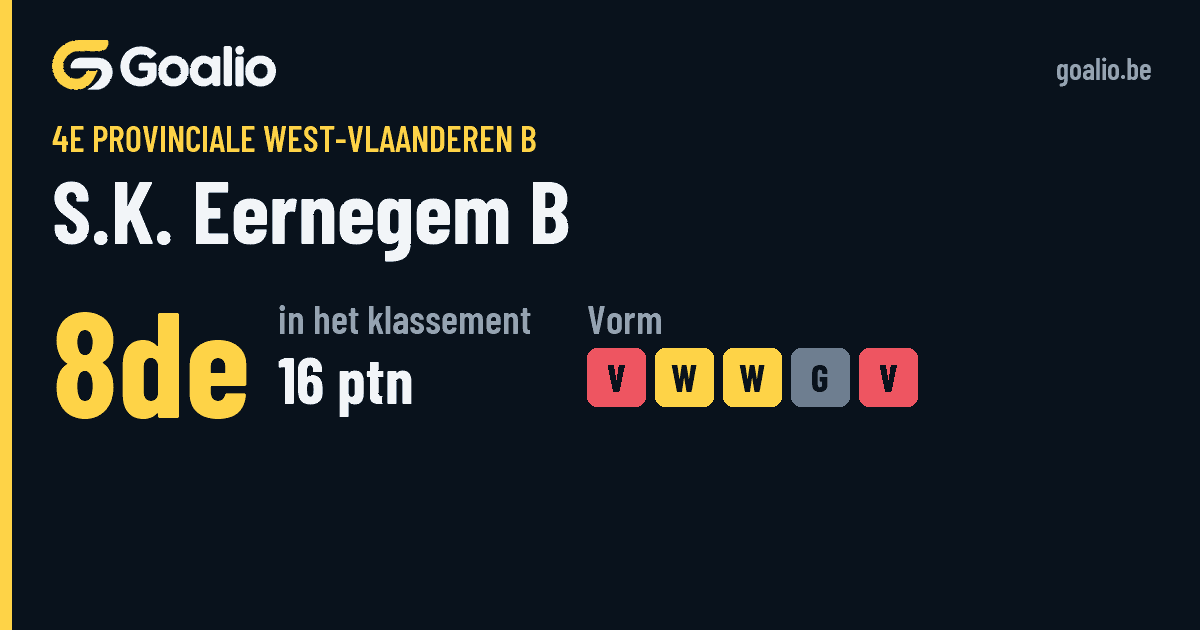 Goalio
goalio.be
4E PROVINCIALE WEST-VLAANDEREN B
S.K. Eernegem B
8de
in het klassement
16 ptn
Vorm
V W W G V